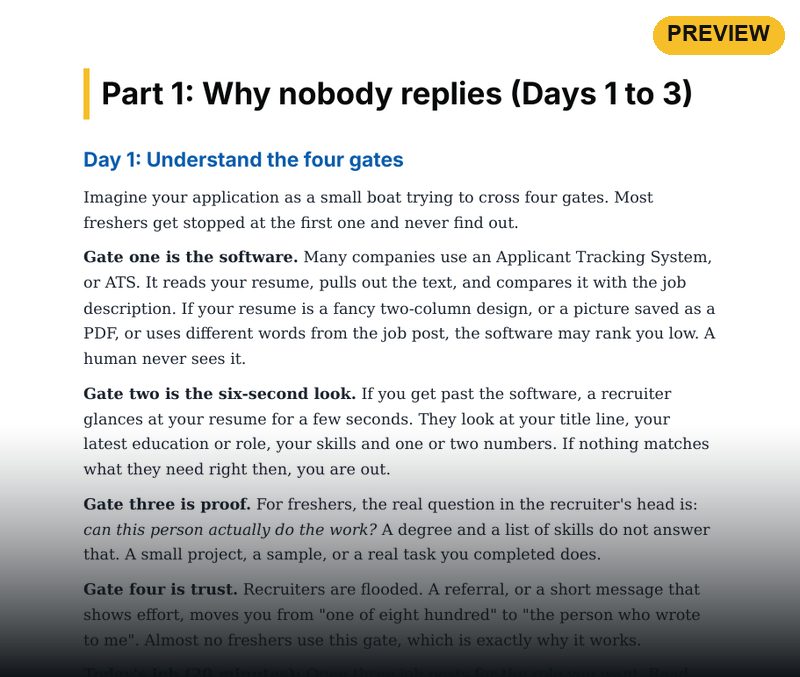 PREVIEW
Part 1: Why nobody replies (Days 1 to 3)
Day 1: Understand the four gates
Imagine your application as a small boat trying to cross four gates. Most
freshers get stopped at the first one and never find out.
Gate one is the software. Many companies use an Applicant Tracking System,
or ATS. It reads your resume, pulls out the text, and compares it with the job
description. If your resume is a fancy two-column design, or a picture saved as a
PDF, or uses different words from the job post, the software may rank you low. A
human never sees it.
Gate two is the six-second look. If you get past the software, a recruiter
glances at your resume for a few seconds. They look at your title line, your
latest education or role, your skills and one or two numbers. If nothing matches
what they need right then, you are out.
Gate three is proof. For freshers, the real question in the recruiter's head is:
can this person actually do the work? A degree and a list of skills do not answer
that. A small project, a sample, or a real task you completed does.
Gate four is trust. Recruiters are flooded. A referral, or a short message that
shows effort, moves you from "one of eight hundred" to "the person who wrote
to me". Almost no freshers use this gate, which is exactly why it works.